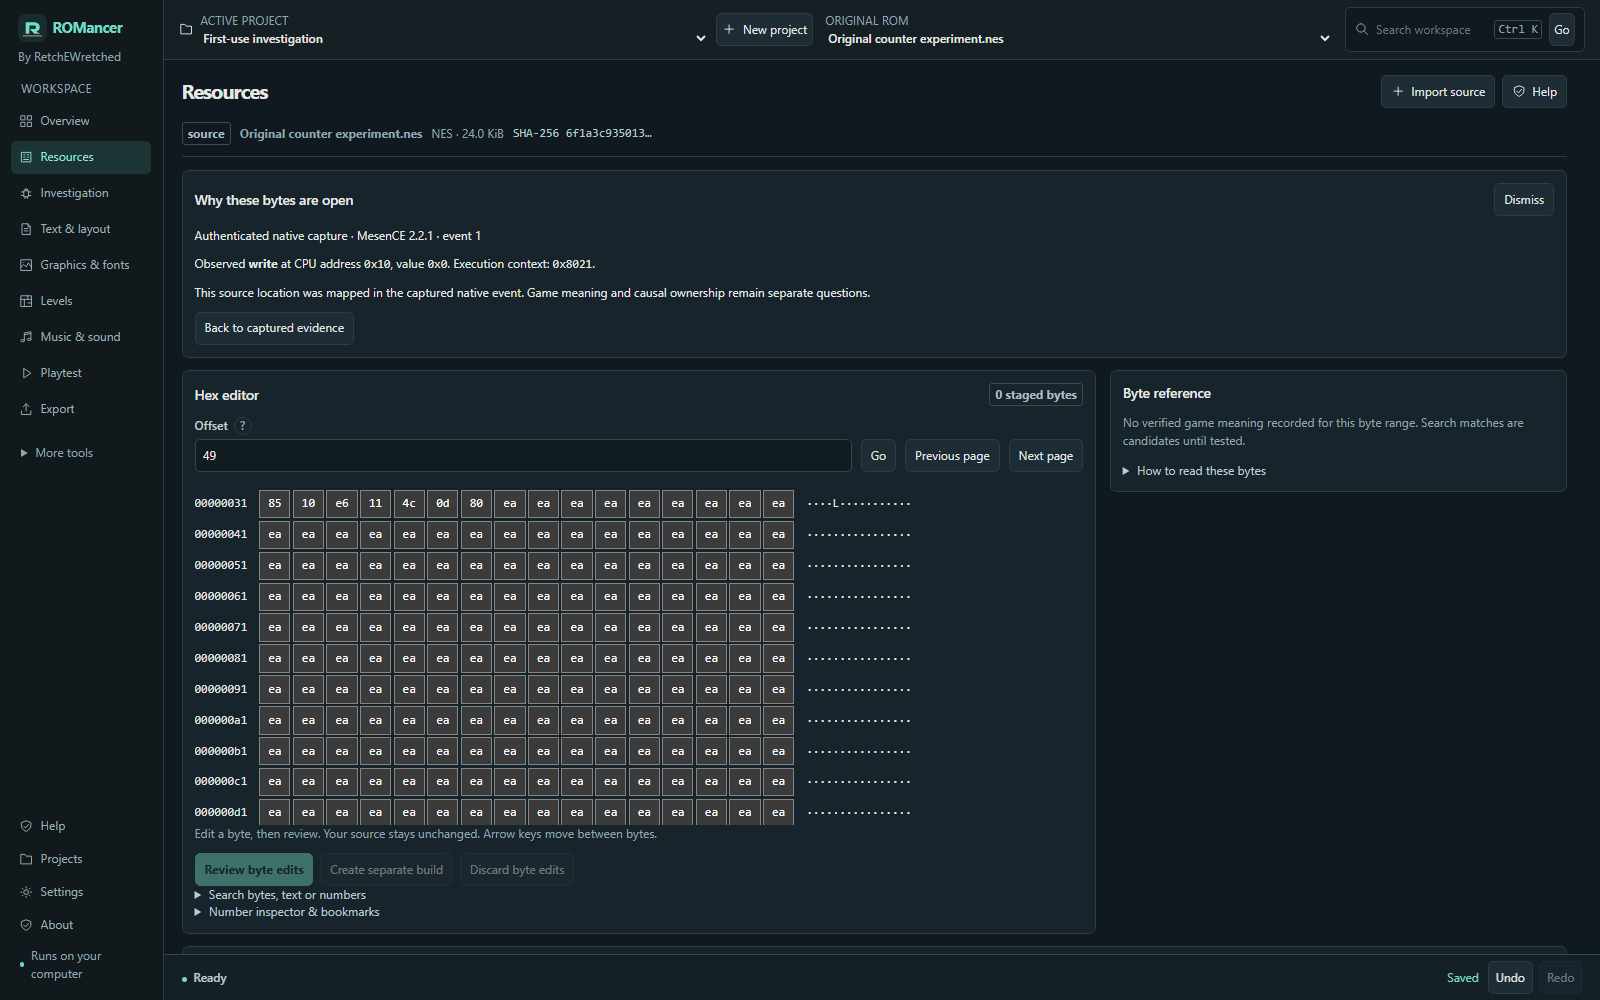 ROMancer
By RetchEWretched
WORKSPACE
Overview
Resources
Investigation
Text & layout
Graphics & fonts
Levels
Music & sound
Playtest
Export
More tools
Help
Projects
Settings
About
Runs on your
computer
ACTIVE PROJECT
First-use investigation
New project
ORIGINAL ROM
Original counter experiment.nes
Search workspace
Ctrl K
Go
Resources
Import source
Help
source Original counter experiment.nes NES · 24.0 KiB SHA-256 6f1a3c935013…
Why these bytes are open
Dismiss
Authenticated native capture · MesenCE 2.2.1 · event 1
Observed write at CPU address 0x10, value 0x0. Execution context: 0x8021.
This source location was mapped in the captured native event. Game meaning and causal ownership remain separate questions.
Back to captured evidence
Hex editor
0 staged bytes
Offset ?
49
Go
Previous page
Next page
00000031 85 10 e6 11 4c 0d 80 ea ea ea ea ea ea ea ea ea ····L···········
00000041 ea ea ea ea ea ea ea ea ea ea ea ea ea ea ea ea ················
00000051 ea ea ea ea ea ea ea ea ea ea ea ea ea ea ea ea ················
00000061 ea ea ea ea ea ea ea ea ea ea ea ea ea ea ea ea ················
00000071 ea ea ea ea ea ea ea ea ea ea ea ea ea ea ea ea ················
00000081 ea ea ea ea ea ea ea ea ea ea ea ea ea ea ea ea ················
00000091 ea ea ea ea ea ea ea ea ea ea ea ea ea ea ea ea ················
000000a1 ea ea ea ea ea ea ea ea ea ea ea ea ea ea ea ea ················
000000b1 ea ea ea ea ea ea ea ea ea ea ea ea ea ea ea ea ················
000000c1 ea ea ea ea ea ea ea ea ea ea ea ea ea ea ea ea ················
000000d1 ea ea ea ea ea ea ea ea ea ea ea ea ea ea ea ea ················
Edit a byte, then review. Your source stays unchanged. Arrow keys move between bytes.
Review byte edits
Create separate build
Discard byte edits
Search bytes, text or numbers
Number inspector & bookmarks
Byte reference
No verified game meaning recorded for this byte range. Search matches are
candidates until tested.
How to read these bytes
Ready
Saved
Undo
Redo